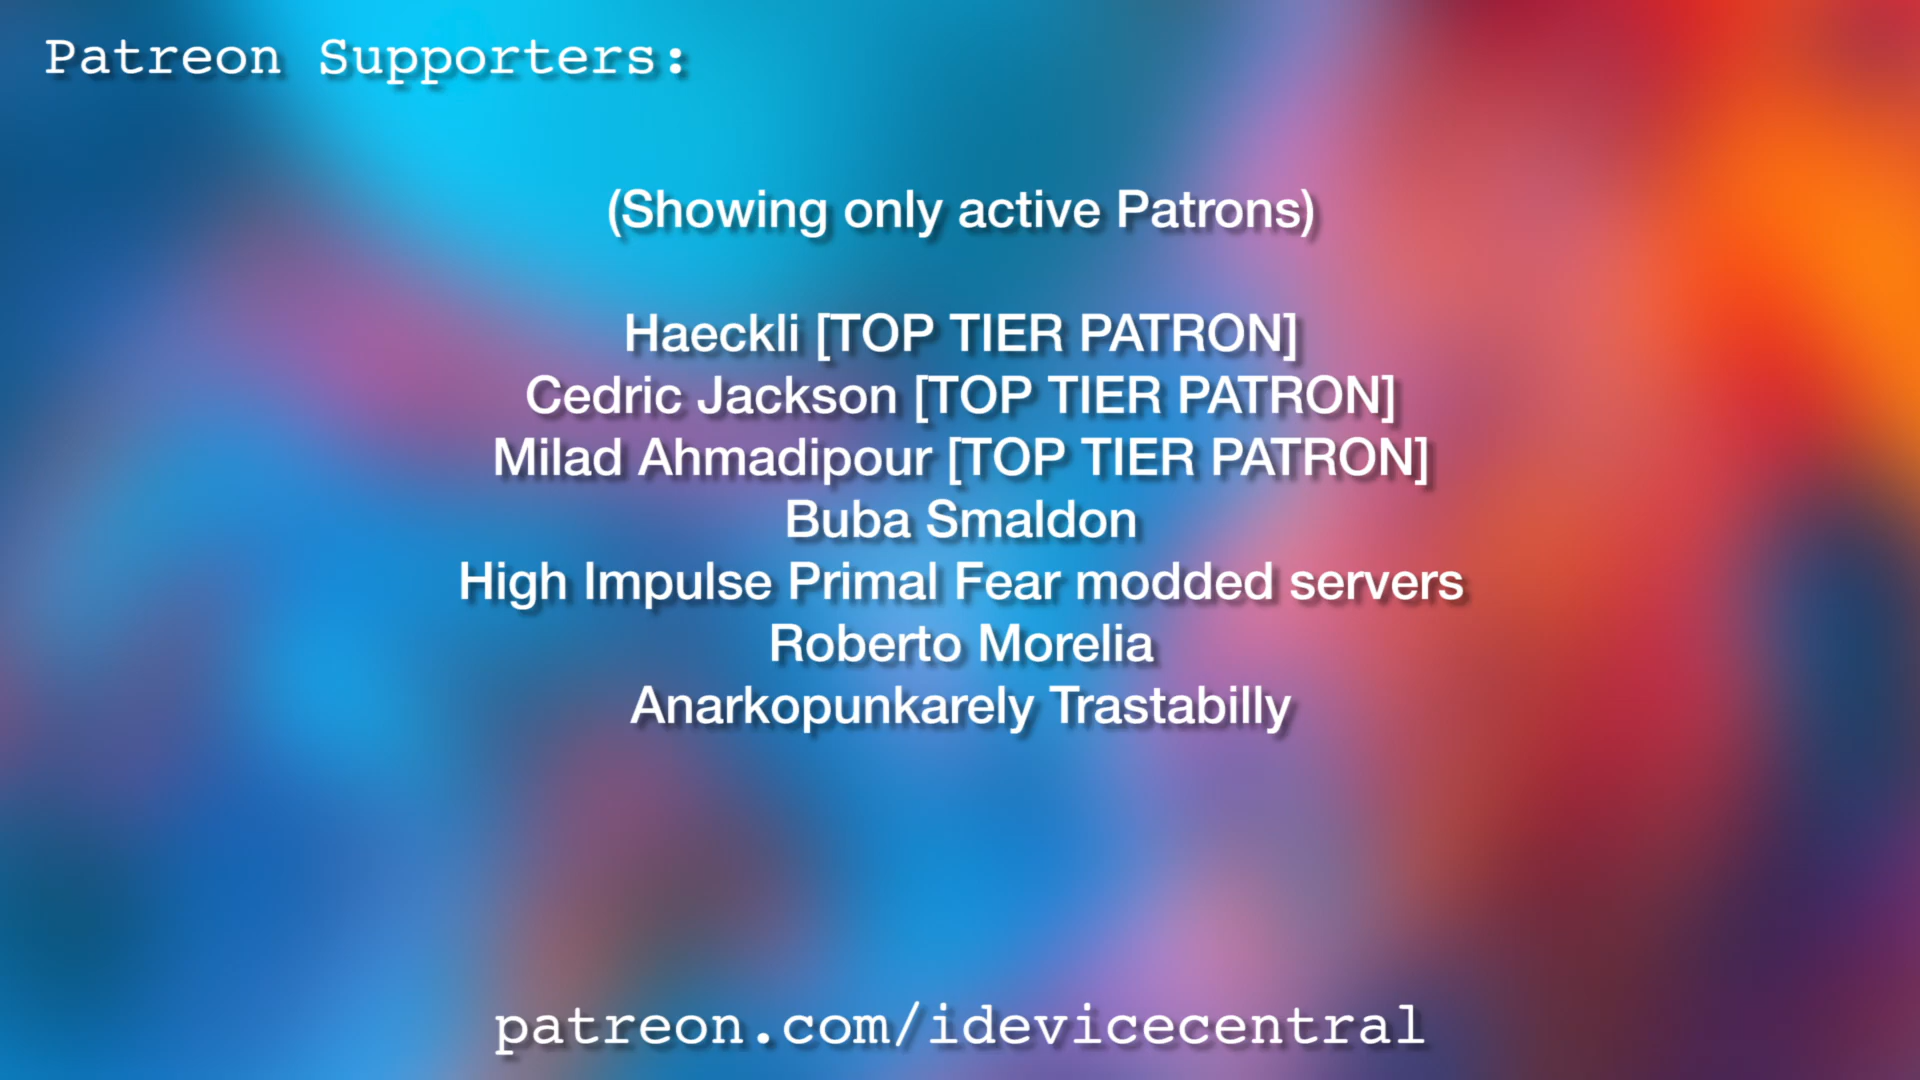 Patreon Supporters:
(Showing only active Patrons)
Haeckli [TOP TIER PATRON]
Cedric Jackson [TOP TIER PATRON]
Milad Ahmadipour [TOP TIER PATRON]
Buba Smaldon
High Impulse Primal Fear modded servers
Roberto Morelia
Anarkopunkarely Trastabilly
patreon.com/idevicecentral